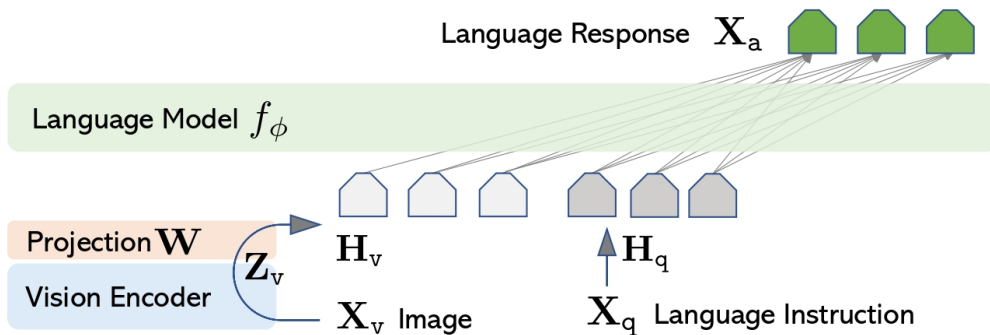 Language Response X_a
Language Model f_ϕ
Projection W
Z_v
H_v
H_q
Vision Encoder
X_v Image
X_q Language Instruction